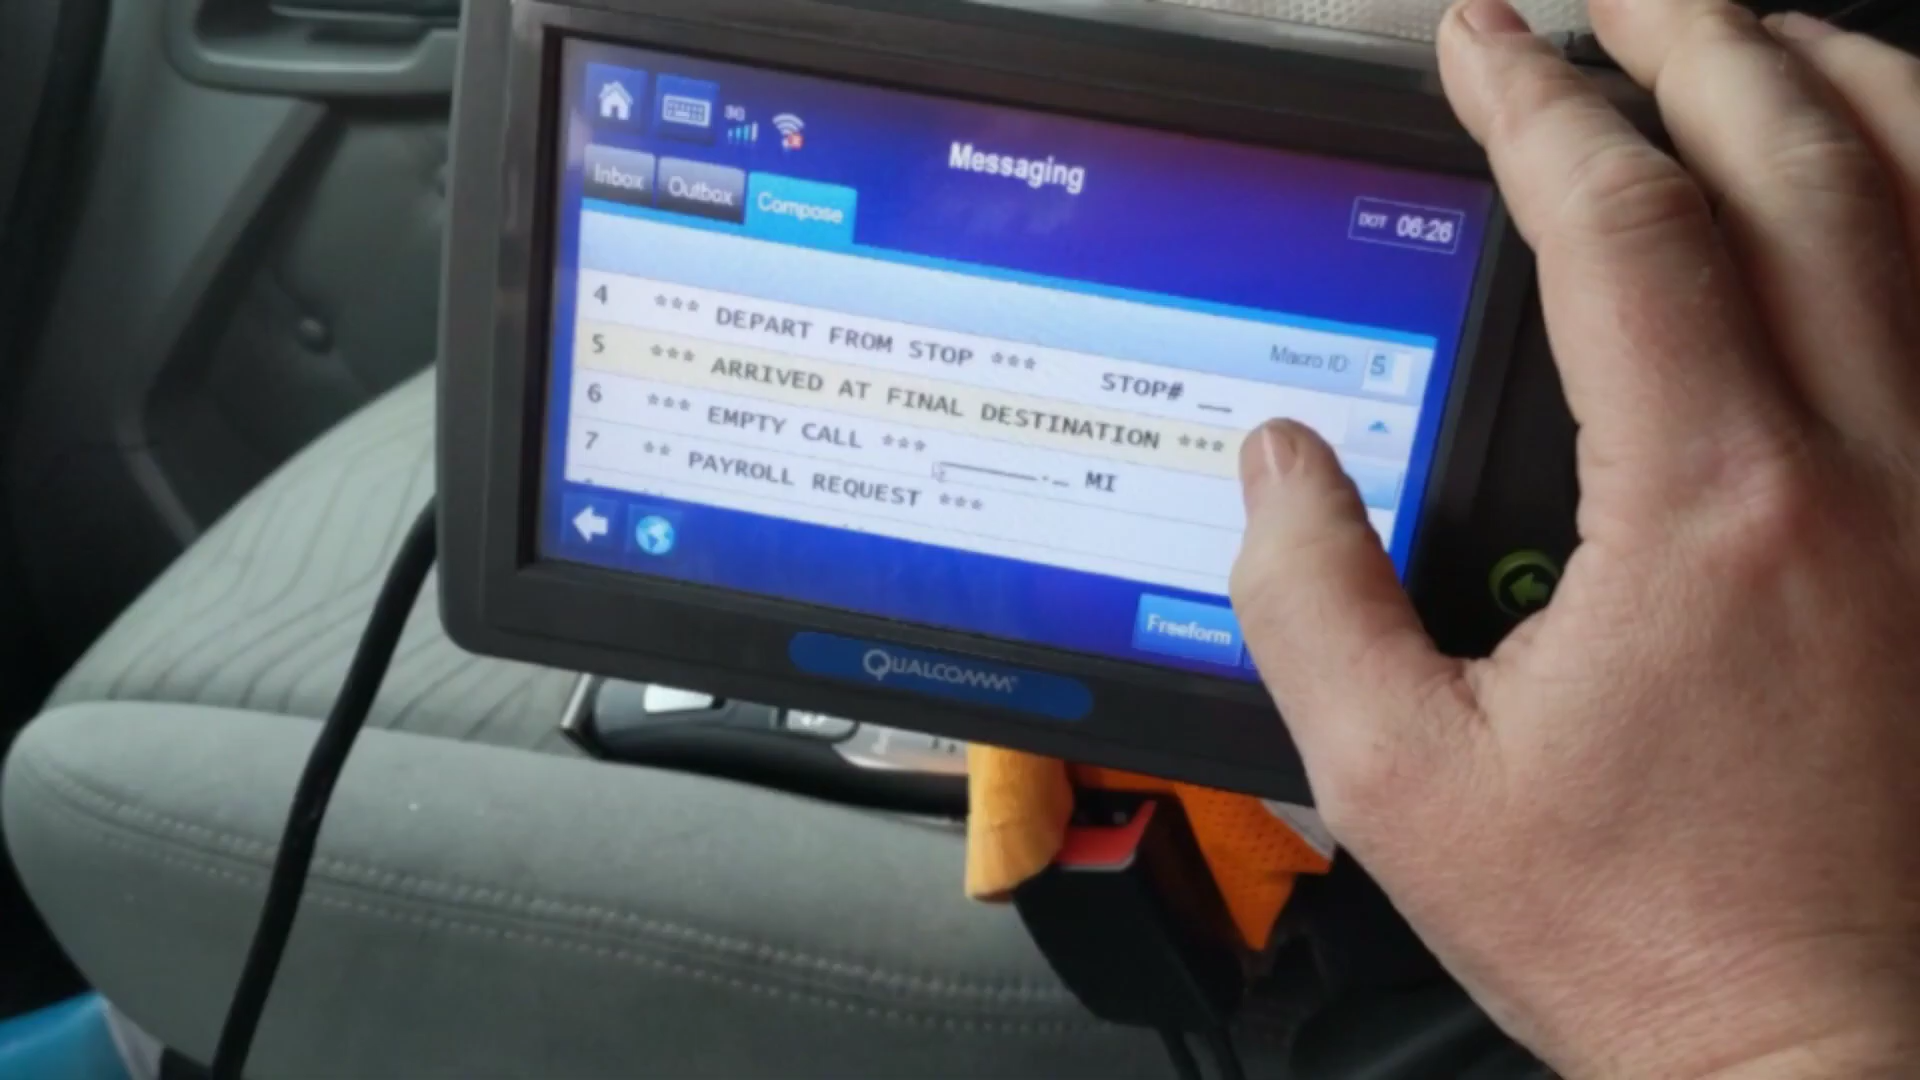 3G
Messaging
Inbox Outbox Compose
DOT 06:26
Macro ID: 5
4 *** DEPART FROM STOP *** STOP# __
5 *** ARRIVED AT FINAL DESTINATION ***
6 *** EMPTY CALL *** ______._ MI
7 ** PAYROLL REQUEST ***
Freeform
QUALCOMM